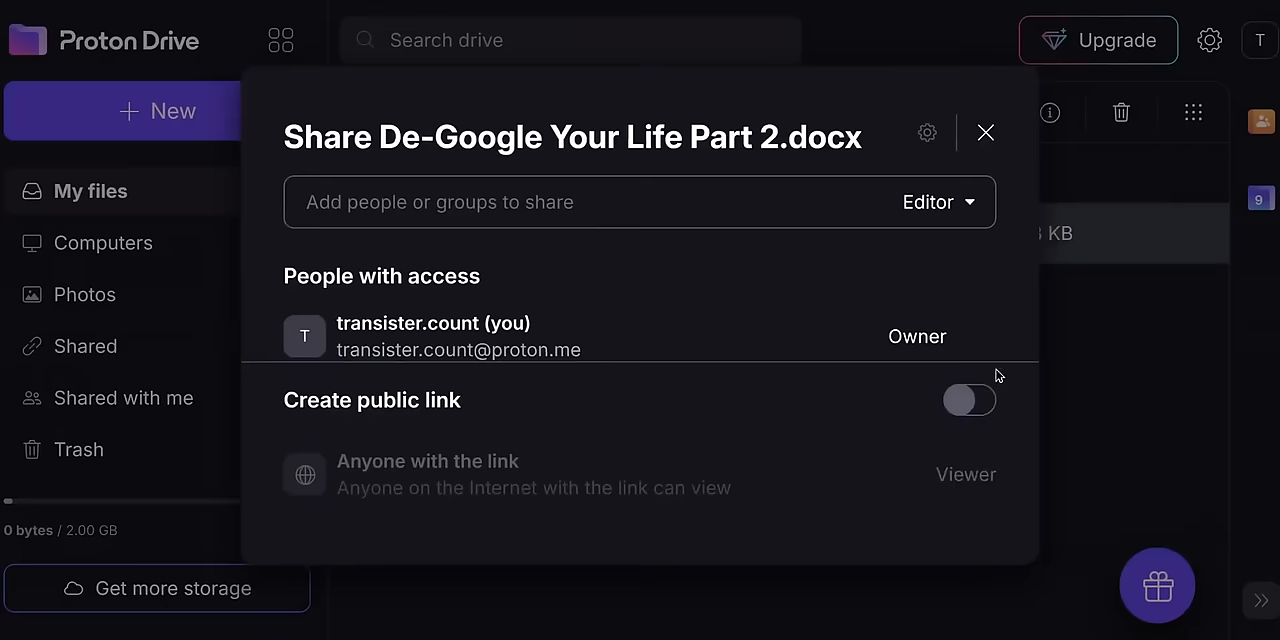 Proton Drive
Search drive
Upgrade
T
New
Share De-Google Your Life Part 2.docx
Add people or groups to share
Editor
My files
Computers
Photos
Shared
Shared with me
Trash
KB
9
People with access
T
transister.count (you)
transister.count@proton.me
Owner
Create public link
Anyone with the link
Anyone on the Internet with the link can view
Viewer
0 bytes / 2.00 GB
Get more storage